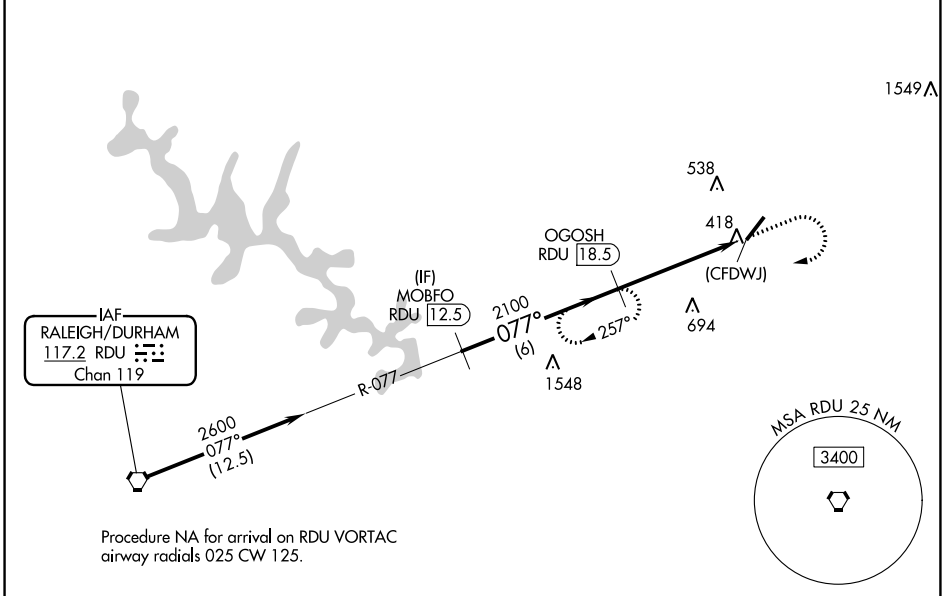 1549
538
418
OGOSH
RDU 18.5
(CFDWJ)
(IF)
MOBFO
RDU 12.5
2100
077°
(6)
257°
694
1548
IAF
RALEIGH/DURHAM
117.2 RDU
Chan 119
R-077
2600
077°
(12.5)
MSA RDU 25 NM
3400
Procedure NA for arrival on RDU VORTAC
airway radials 025 CW 125.